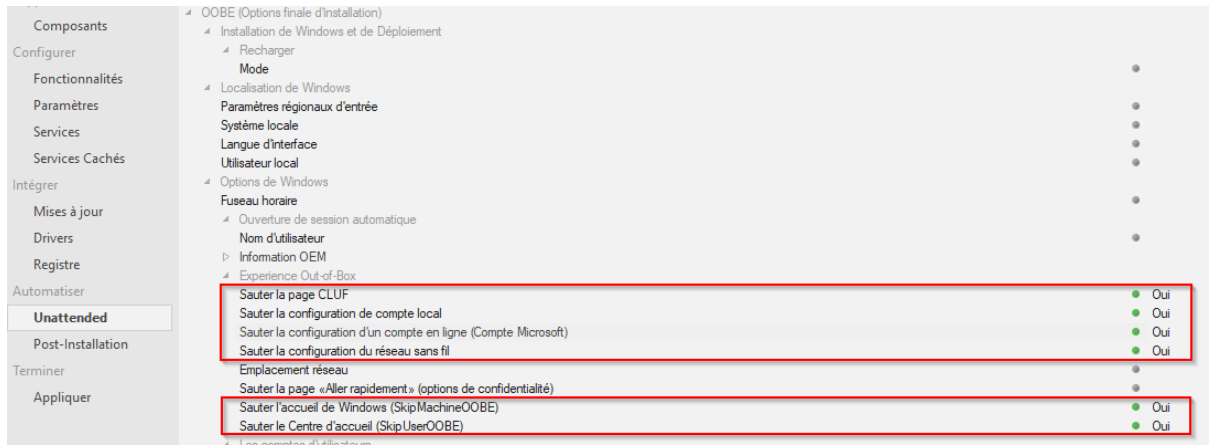 OOBE (Options finale d'installation)
Composants
Installation de Windows et de Déploiement
Configurer
Recharger
Mode
Fonctionnalités
Localisation de Windows
Paramètres
Paramètres régionaux d'entrée
Système locale
Services
Langue d'interface
Services Cachés
Utilisateur local
Intégrer
Options de Windows
Fuseau horaire
Mises à jour
Ouverture de session automatique
Drivers
Nom d'utilisateur
Information OEM
Registre
Experience Out-of-Box
Automatiser
Sauter la page CLUF Oui
Unattended
Sauter la configuration de compte local Oui
Sauter la configuration d'un compte en ligne (Compte Microsoft) Oui
Post-Installation
Sauter la configuration du réseau sans fil Oui
Terminer
Emplacement réseau
Sauter la page «Aller rapidement» (options de confidentialité)
Appliquer
Sauter l'accueil de Windows (SkipMachineOOBE) Oui
Sauter le Centre d'accueil (SkipUserOOBE) Oui
Les comptes d'utilisateurs